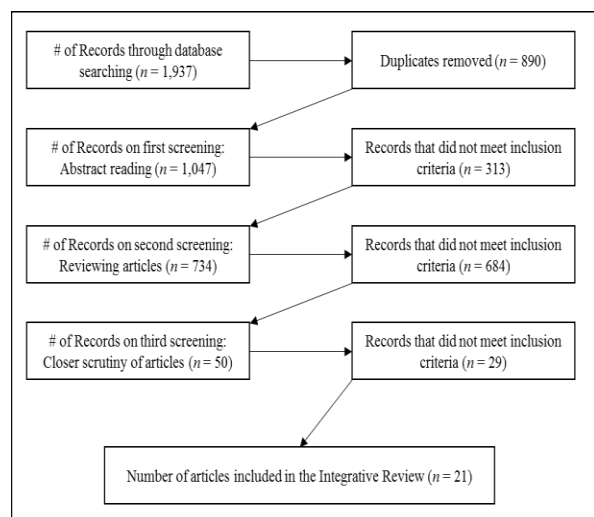 # of Records through database
searching (n = 1,937)
Duplicates removed (n = 890)
# of Records on first screening:
Abstract reading (n = 1,047)
Records that did not meet inclusion
criteria (n = 313)
# of Records on second screening:
Reviewing articles (n = 734)
Records that did not meet inclusion
criteria (n = 684)
# of Records on third screening:
Closer scrutiny of articles (n = 50)
Records that did not meet inclusion
criteria (n = 29)
Number of articles included in the Integrative Review (n = 21)